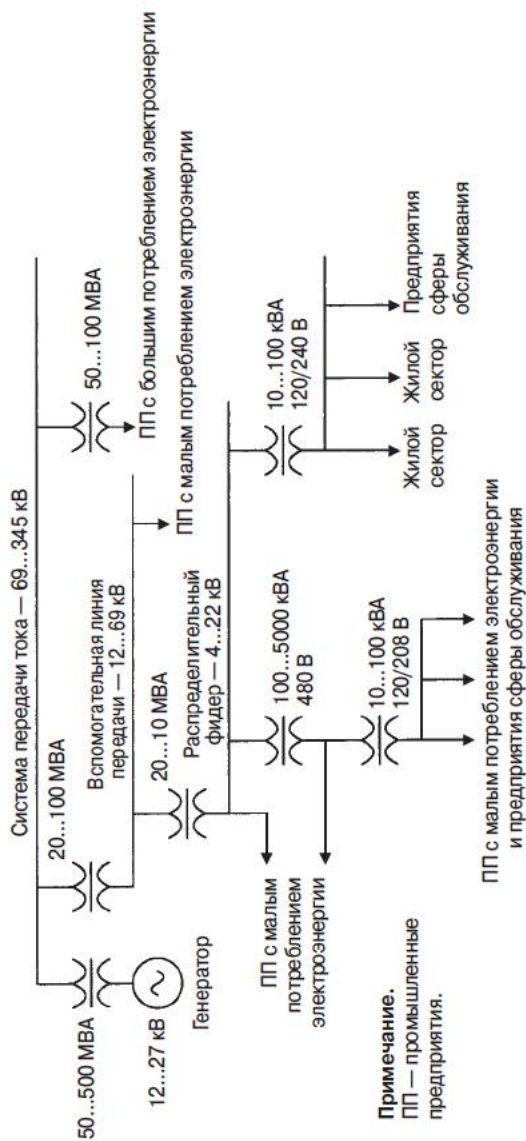 Система передачи тока — 69...345 кВ
50...500 МВА
20...100 МВА
50...100 МВА
12...27 кВ
Генератор
Вспомогательная линия
передачи — 12...69 кВ
ПП с большим потреблением электроэнергии
ПП с малым потреблением электроэнергии
20...10 МВА
Распределительный
фидер — 4...22 кВ
ПП с малым
потреблением
электроэнергии
100...5000 кВА
480 В
10...100 кВА
120/240 В
10...100 кВА
120/208 В
Жилой
сектор
Жилой
сектор
Предприятия
сферы
обслуживания
ПП с малым потреблением электроэнергии
и предприятия сферы обслуживания
Примечание.
ПП — промышленные
предприятия.